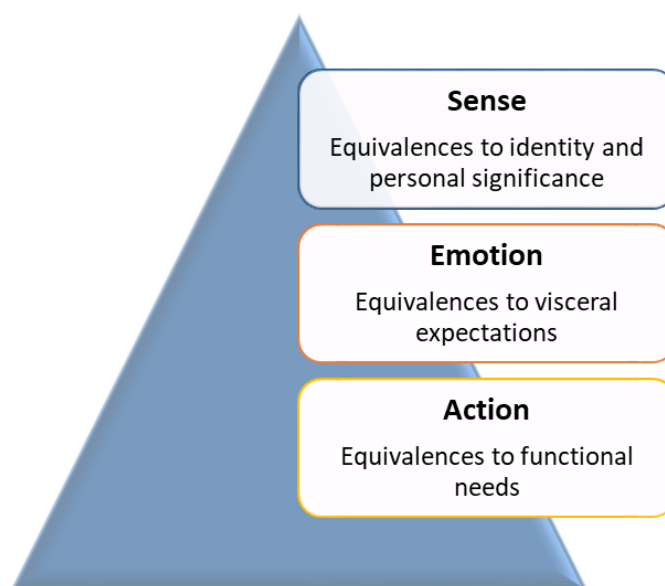 Sense
Equivalences to identity and
personal significance
Emotion
Equivalences to visceral
expectations
Action
Equivalences to functional
needs